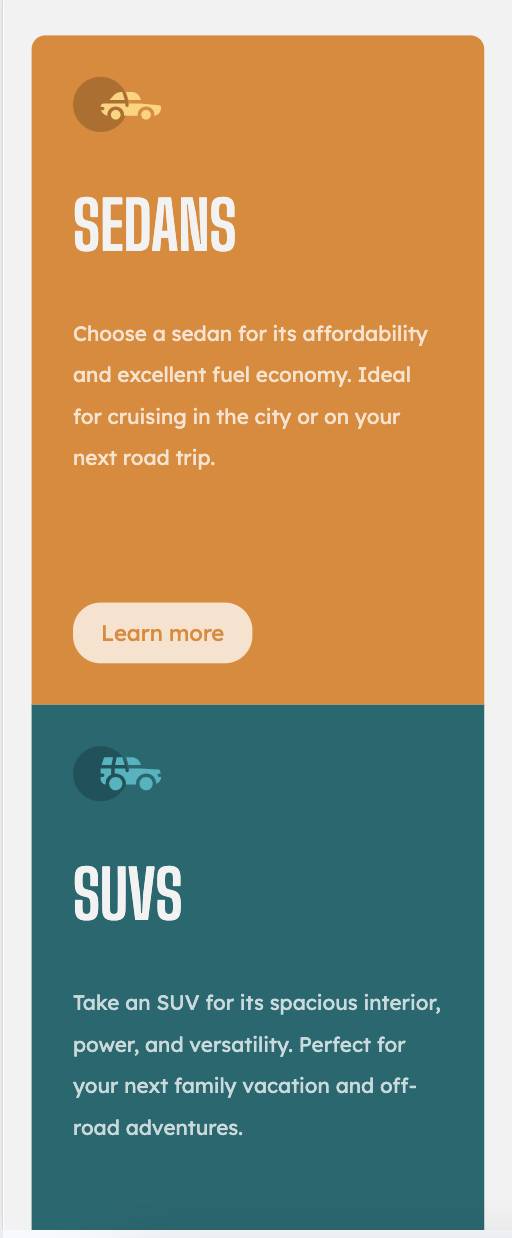 SEDANS
Choose a sedan for its affordability
and excellent fuel economy. Ideal
for cruising in the city or on your
next road trip.
Learn more
SUVS
Take an SUV for its spacious interior,
power, and versatility. Perfect for
your next family vacation and off-
road adventures.